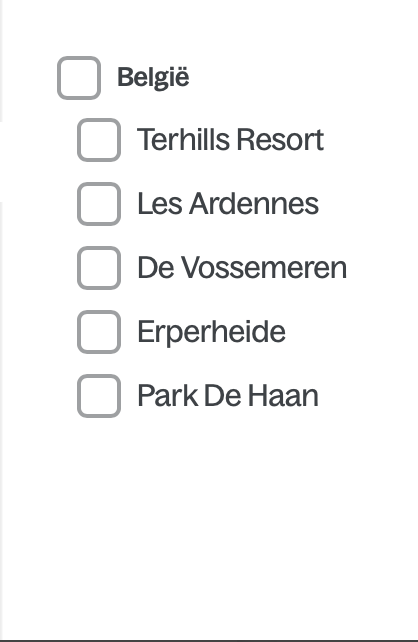 België
Terhills Resort
Les Ardennes
De Vossemeren
Erperheide
Park De Haan